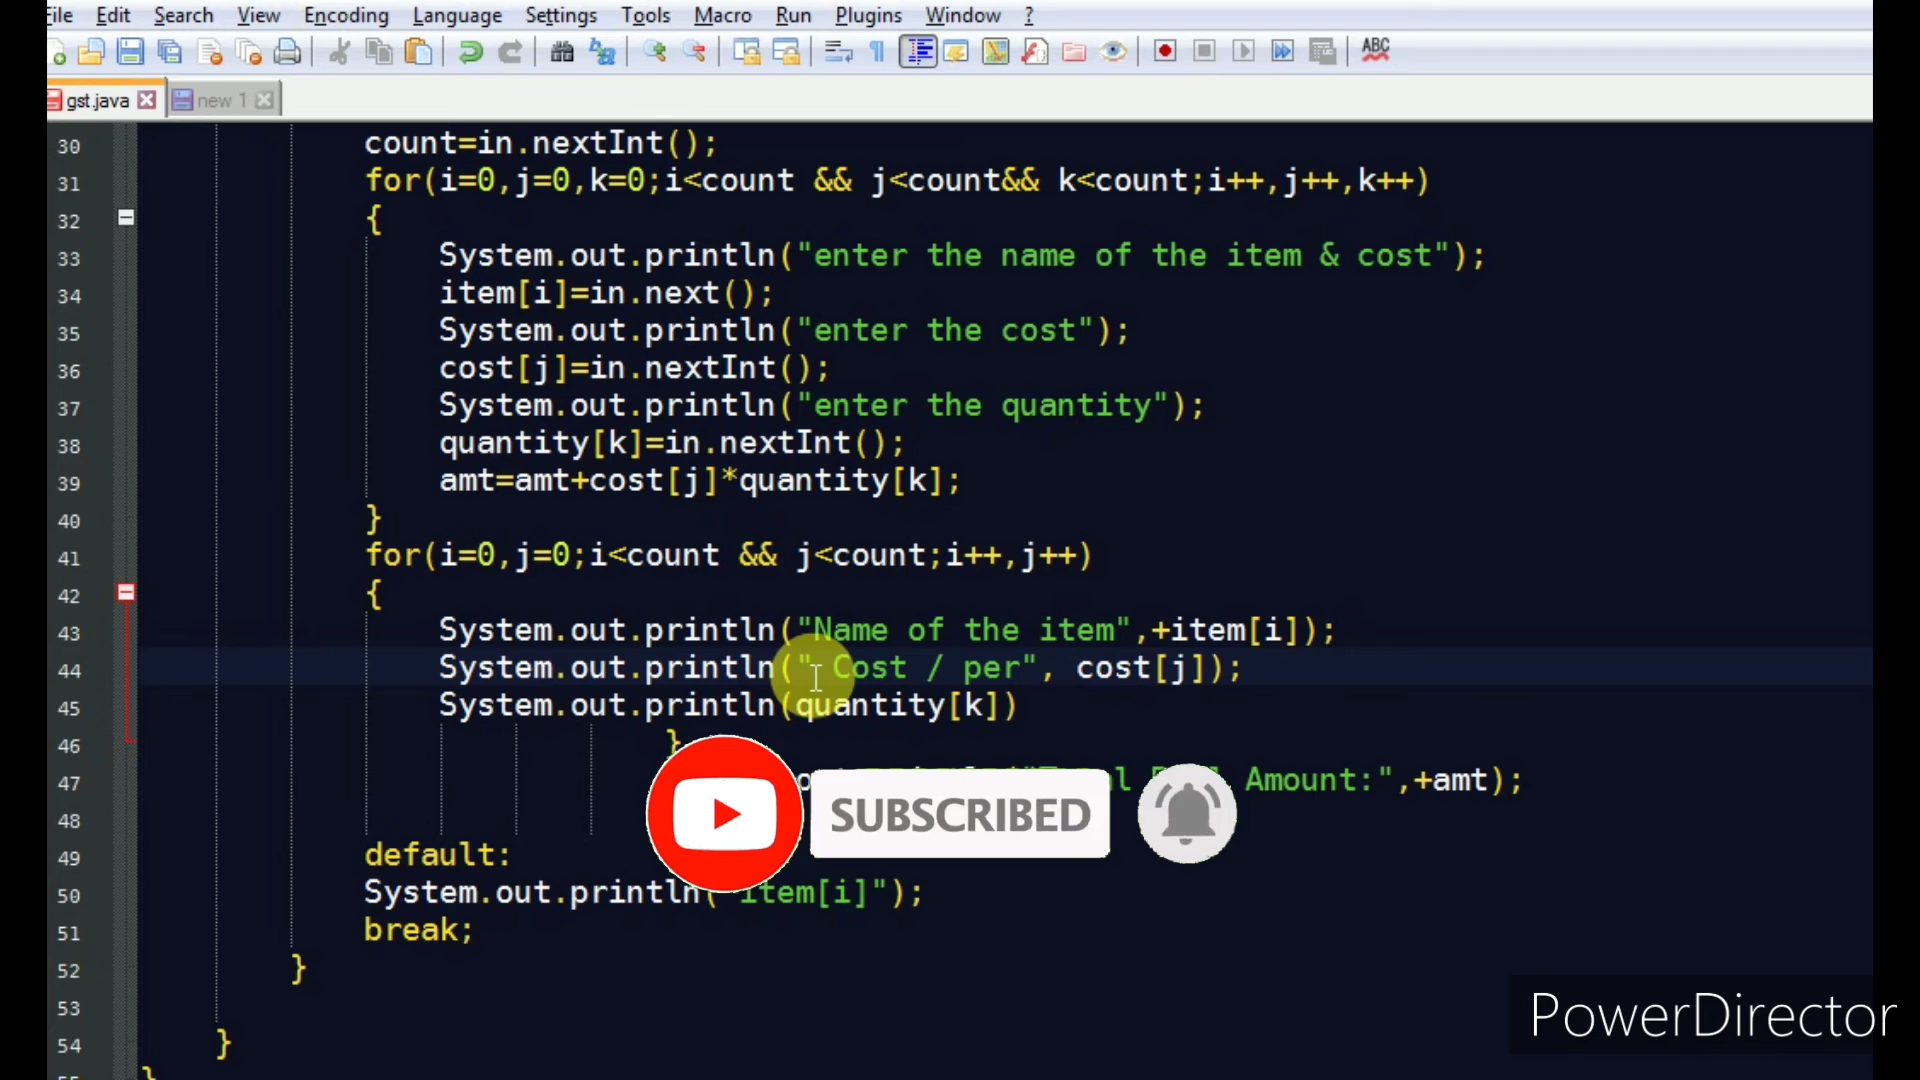 File Edit Search View Encoding Language Settings Tools Macro Run Plugins Window ?
ABC
gst.java new 1
30 count=in.nextInt();
31 for(i=0,j=0,k=0;i<count && j<count&& k<count;i++,j++,k++)
32 {
33 System.out.println("enter the name of the item & cost");
34 item[i]=in.next();
35 System.out.println("enter the cost");
36 cost[j]=in.nextInt();
37 System.out.println("enter the quantity");
38 quantity[k]=in.nextInt();
39 amt=amt+cost[j]*quantity[k];
40 }
41 for(i=0,j=0;i<count && j<count;i++,j++)
42 {
43 System.out.println("Name of the item",+item[i]);
44 System.out.println(" Cost / per", cost[j]);
45 System.out.println(quantity[k])
46 }
47 Amount:",+amt);
48
SUBSCRIBED
49 default:
50 System.out.println( item[i]");
51 break;
52 }
53
54 }
55 }
PowerDirector